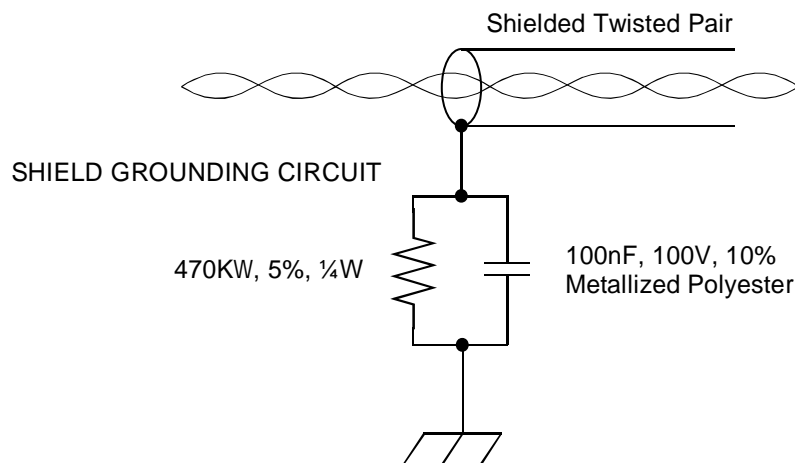 Shielded Twisted Pair
SHIELD GROUNDING CIRCUIT
470KW, 5%, ¼W
100nF, 100V, 10%
Metallized Polyester